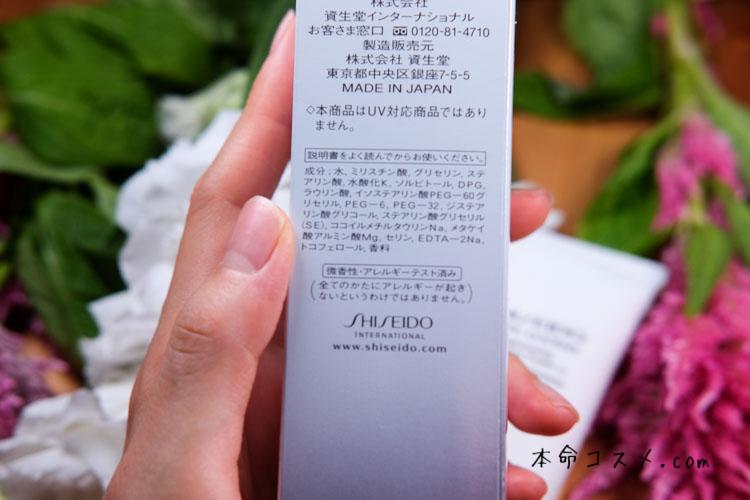 株式会社
資生堂インターナショナル
お客さま窓口 0120-81-4710
製造販売元
株式会社 資生堂
東京都中央区銀座7-5-5
MADE IN JAPAN
◇本商品はUV対応商品ではあり
ません。
説明書をよく読んでからお使いください。
成分；水, ミリスチン酸, グリセリン, ステ
アリン酸, 水酸化K, ソルビトール, DPG,
ラウリン酸, イソステアリン酸PEG−60グ
リセリル, PEG−6, PEG−32, ジステア
リン酸グリコール, ステアリン酸グリセリル
(SE), ココイルメチルタウリンNa, メタケイ
酸アルミン酸Mg, セリン, EDTA−2Na,
トコフェロール, 香料
微香性・アレルギーテスト済み
(全てのかたにアレルギーが起き
ないというわけではありません。)
SHISEIDO
INTERNATIONAL
www.shiseido.com
本命コスメ.com